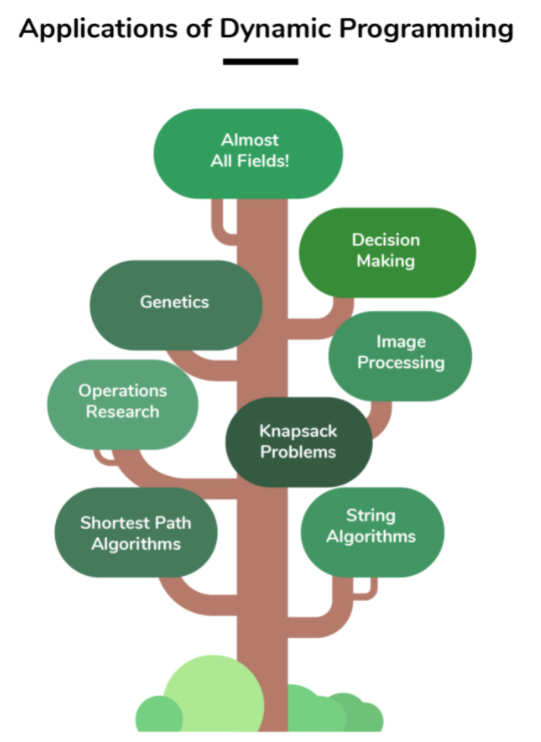 Applications of Dynamic Programming
Almost
All Fields!
Decision
Making
Genetics
Image
Processing
Operations
Research
Knapsack
Problems
Shortest Path
Algorithms
String
Algorithms